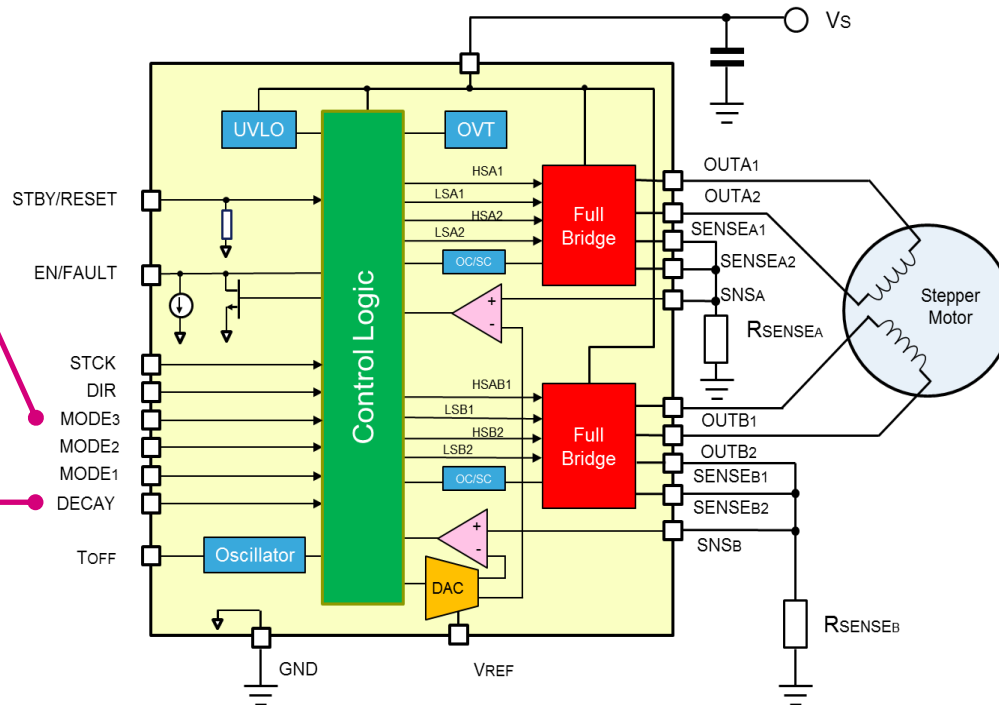 Vs
UVLO
OVT
STBY/RESET
EN/FAULT
STCK
DIR
MODE3
MODE2
MODE1
DECAY
TOFF
Oscillator
Control Logic
HSA1
LSA1
HSA2
LSA2
OC/SC
Full
Bridge
+
-
HSAB1
LSB1
HSB2
LSB2
OC/SC
Full
Bridge
+
-
DAC
OUTA1
OUTA2
SENSEA1
SENSEA2
SNSA
RSENSEA
Stepper
Motor
OUTB1
OUTB2
SENSEB1
SENSEB2
SNSB
RSENSEB
GND
VREF